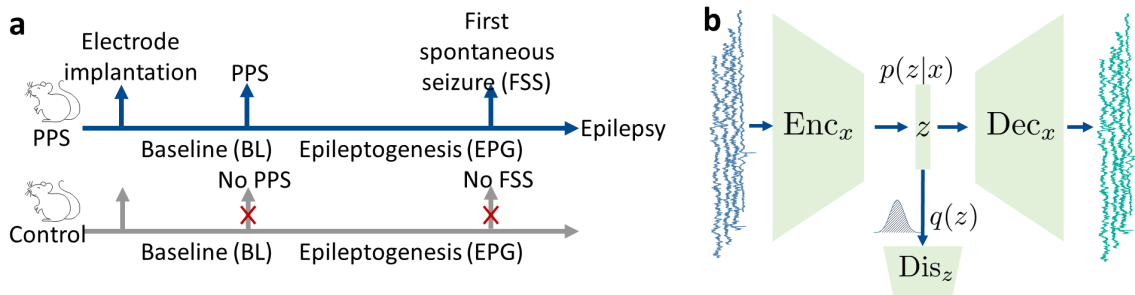 a
Electrode
implantation
PPS
First
spontaneous
seizure (FSS)
PPS
Epilepsy
Baseline (BL)
Epileptogenesis (EPG)
No PPS
No FSS
Control
Baseline (BL)
Epileptogenesis (EPG)
b
p(z|x)
Enc_x
z
Dec_x
q(z)
Dis_z